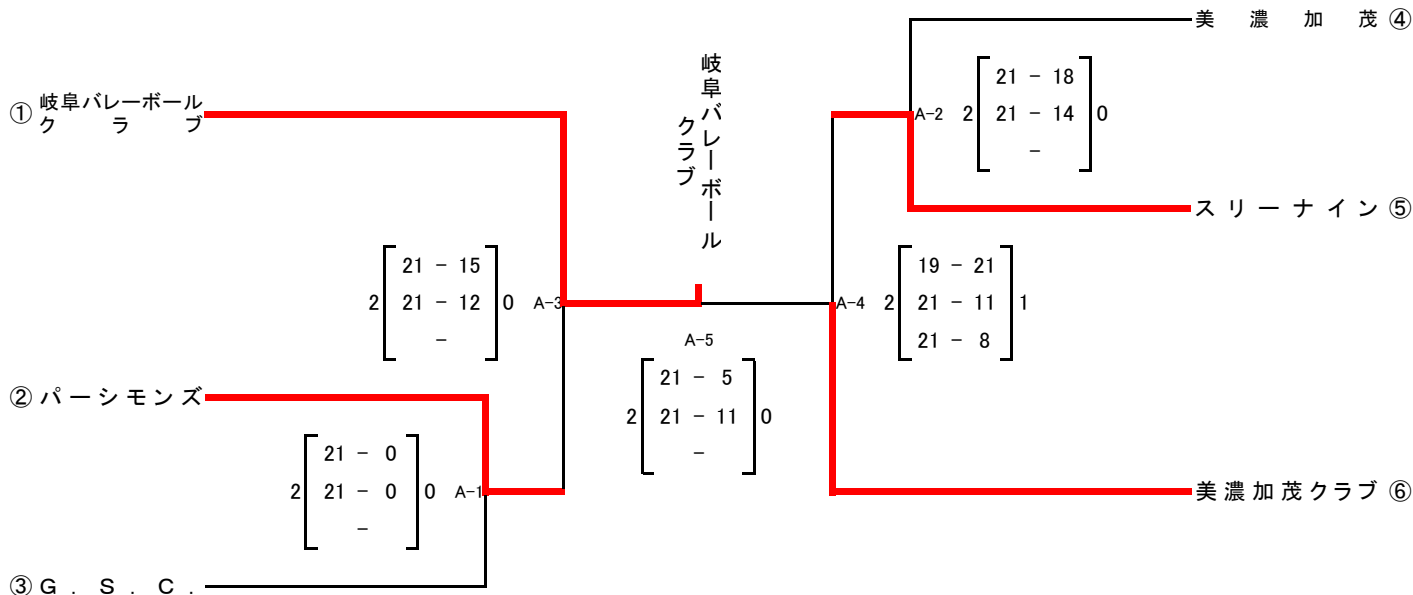 美濃加茂 ④
① 岐阜バレーボール
クラブ
岐阜バレーボール
クラブ
A-2 2 0
21 - 18
21 - 14
-
スリーナイン ⑤
2 0 A-3
21 - 15
21 - 12
-
A-4 2 1
19 - 21
21 - 11
21 - 8
A-5
2 0
21 - 5
21 - 11
-
② パーシモンズ
2 0 A-1
21 - 0
21 - 0
-
美濃加茂クラブ ⑥
③ G.S.C.